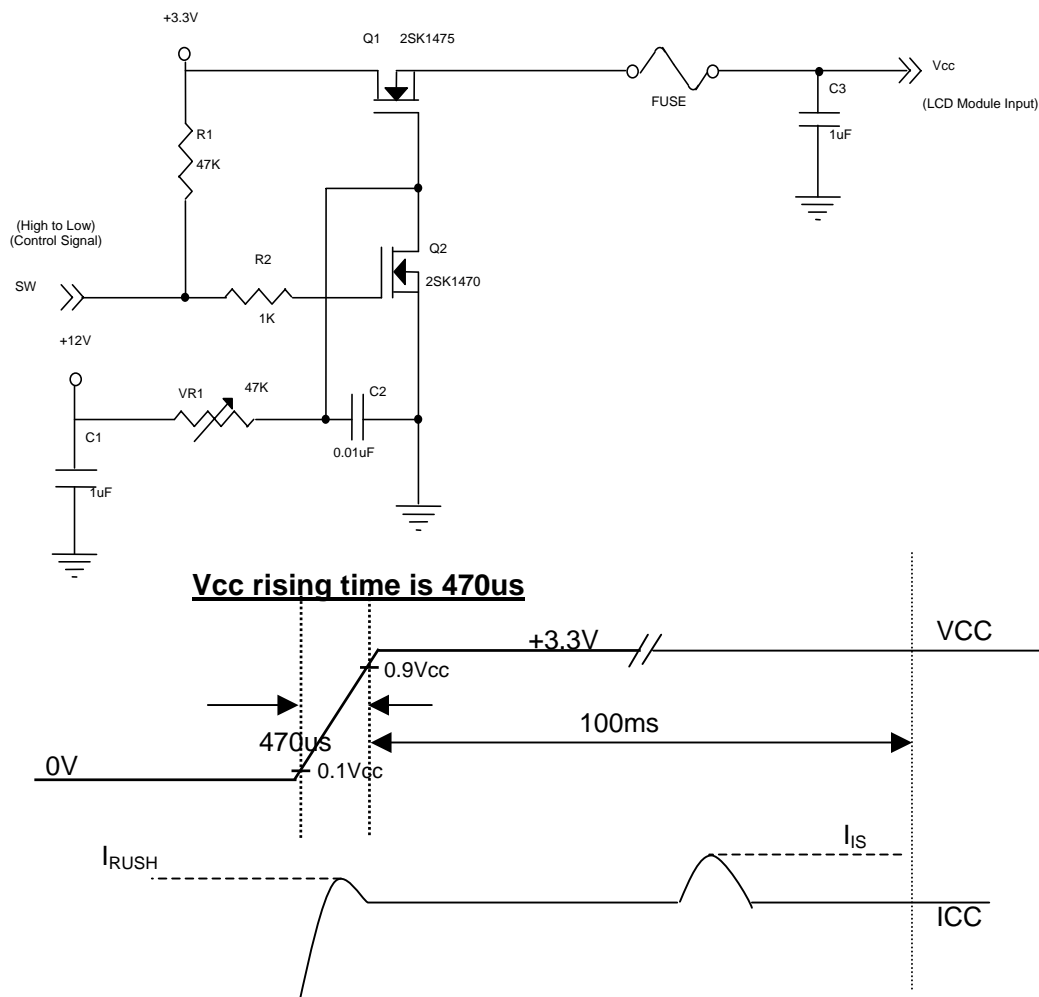 +3.3V
Q1 2SK1475
Vcc
C3
FUSE
(LCD Module Input)
R1
1uF
47K
(High to Low)
(Control Signal)
Q2
R2
SW
2SK1470
1K
+12V
VR1
47K
C2
C1
0.01uF
1uF
Vcc rising time is 470us
+3.3V
VCC
0.9Vcc
100ms
470us
0V
0.1Vcc
IRUSH
IIS
ICC